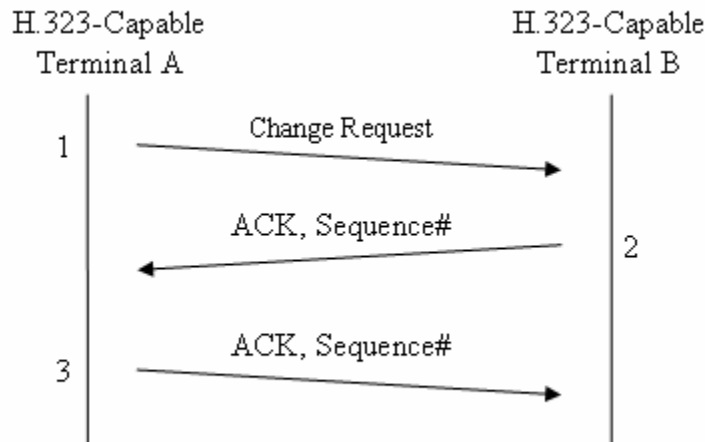 H.323-Capable
Terminal A
H.323-Capable
Terminal B
1
Change Request
ACK, Sequence#
2
3
ACK, Sequence#